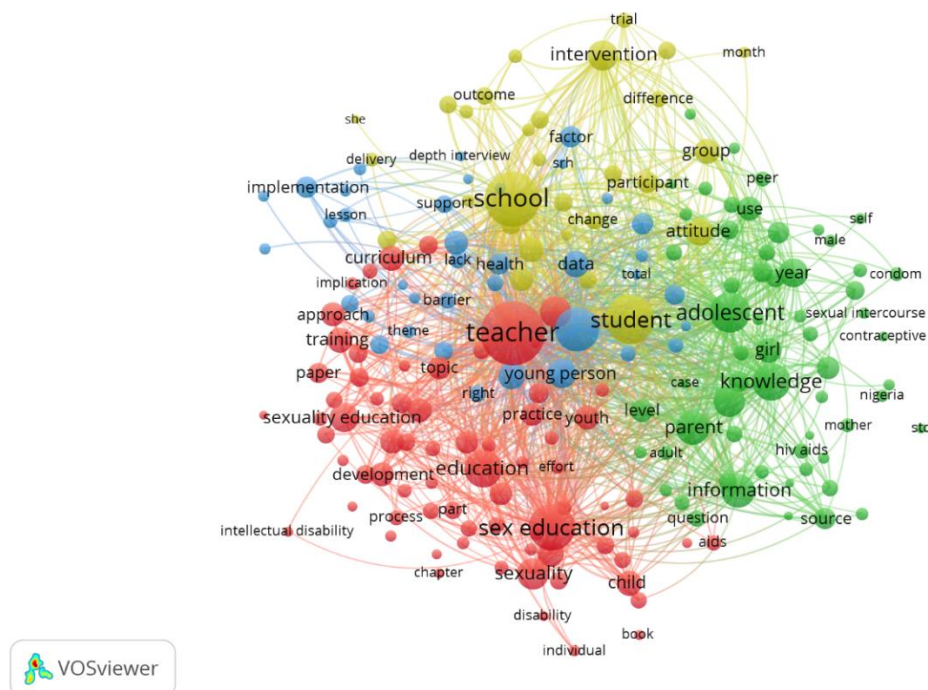 trial
intervention
month
outcome
difference
she
factor
delivery
depth interview
srh
group
peer
implementation
support
school
participant
use
lesson
change
attitude
self
male
curriculum
lack
health
data
total
year
condom
implication
barrier
approach
adolescent
sexual intercourse
theme
teacher
student
contraceptive
training
girl
paper
topic
young person
case
knowledge
right
nigeria
sexuality education
practice
youth
level
parent
mother
adult
hiv aids
development
education
effort
information
process
part
question
source
intellectual disability
sex education
aids
chapter
sexuality
child
disability
book
individual
VOSviewer